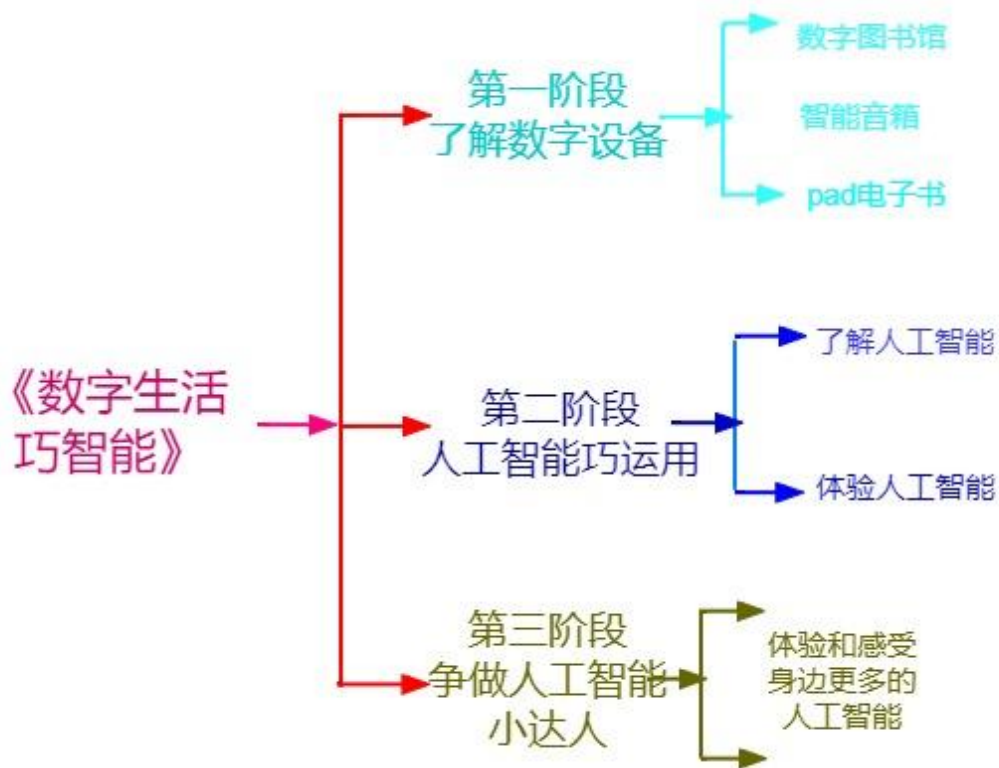 《数字生活
巧智能》
第一阶段
了解数字设备
数字图书馆
智能音箱
pad电子书
第二阶段
人工智能巧运用
了解人工智能
体验人工智能
第三阶段
争做人工智能
小达人
体验和感受
身边更多的
人工智能